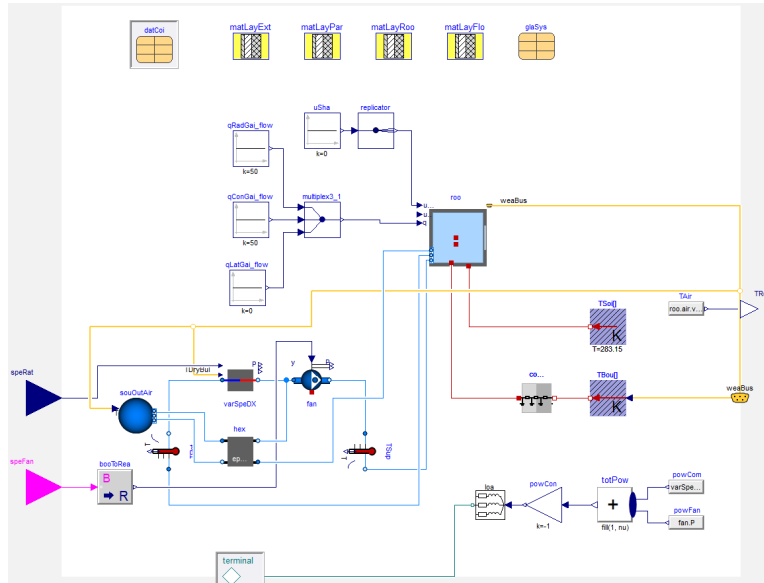 datCoi
matLayExt
matLayPar
matLayRoo
matLayFlo
glaSys
uSha
replicator
qRadGai_flow
k=0
k=50
roo
qConGai_flow
multiplex3_1
weaBus
u...
u...
q
k=50
qLatGai_flow
k=0
TAir
roo.air.v...
TSoil[]
K
T=283.15
speRat
TDryBul
P
y
P
souOutAir
varSpeDX
fan
co...
TBou[]
K
weaBus
hex
ep...
T
T
TSup
speFan
booToRea
B
R
loa
powCon
k=-1
totPow
+
fill(1, nu)
powCom
varSpe...
powFan
fan.P
terminal